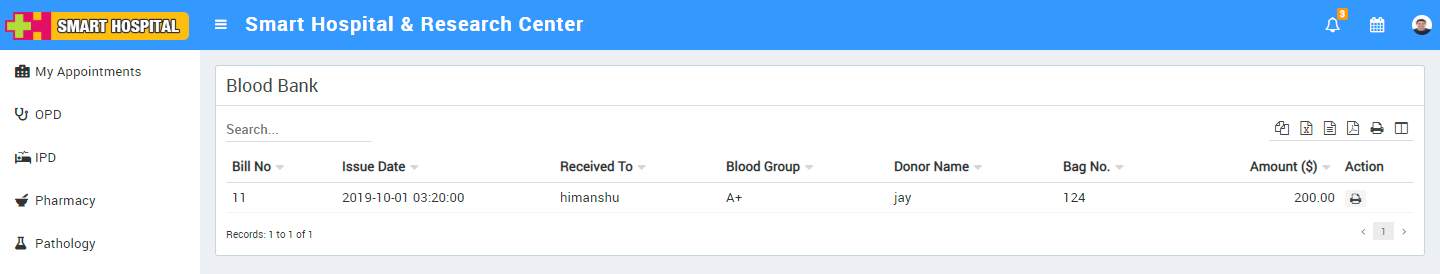 SMART HOSPITAL
Smart Hospital & Research Center
3
My Appointments
OPD
IPD
Pharmacy
Pathology
Blood Bank
Search...
Bill No Issue Date Received To Blood Group Donor Name Bag No. Amount ($) Action
11 2019-10-01 03:20:00 himanshu A+ jay 124 200.00
Records: 1 to 1 of 1
1